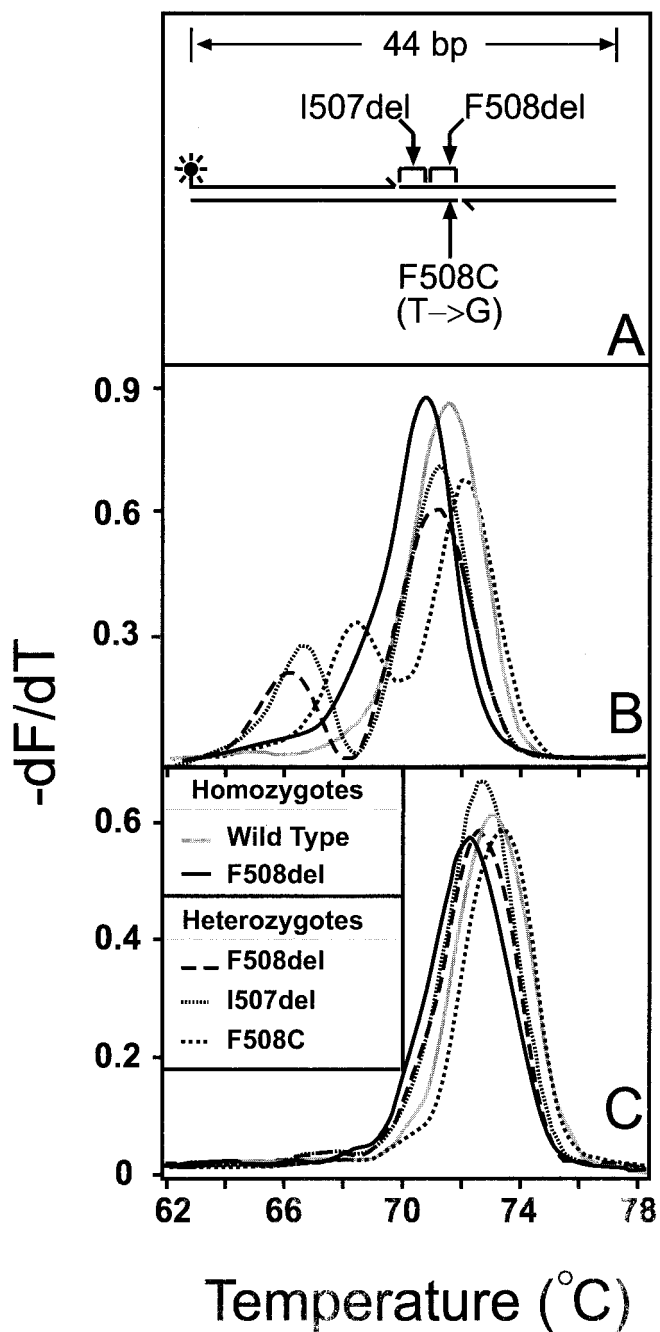 44 bp
I507del F508del
F508C
(T->G)
A
0.9
0.6
0.3
B
-dF/dT
Homozygotes
Wild Type
F508del
Heterozygotes
F508del
I507del
F508C
0.6
0.4
0.2
0
C
62 66 70 74 78
Temperature (°C)